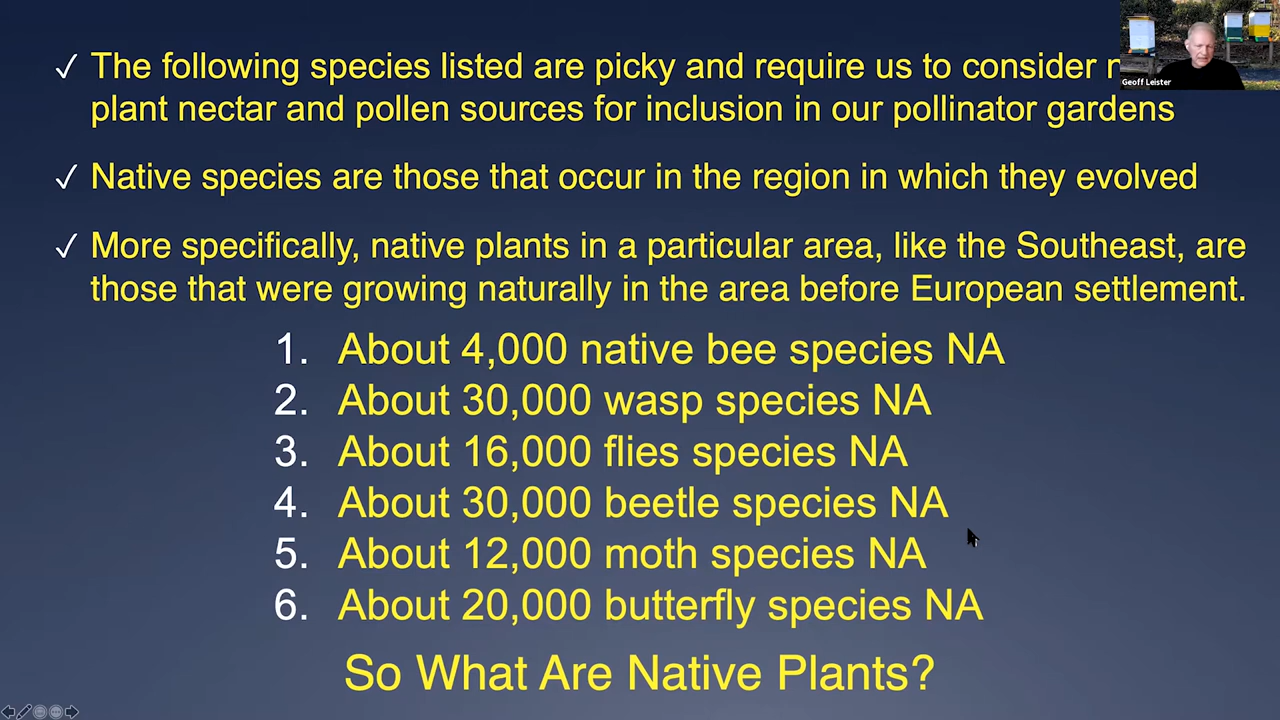 ✓ The following species listed are picky and require us to consider
plant nectar and pollen sources for inclusion in our pollinator gardens
✓ Native species are those that occur in the region in which they evolved
✓ More specifically, native plants in a particular area, like the Southeast, are
those that were growing naturally in the area before European settlement.
1. About 4,000 native bee species NA
2. About 30,000 wasp species NA
3. About 16,000 flies species NA
4. About 30,000 beetle species NA
5. About 12,000 moth species NA
6. About 20,000 butterfly species NA
So What Are Native Plants?
Geoff Leister